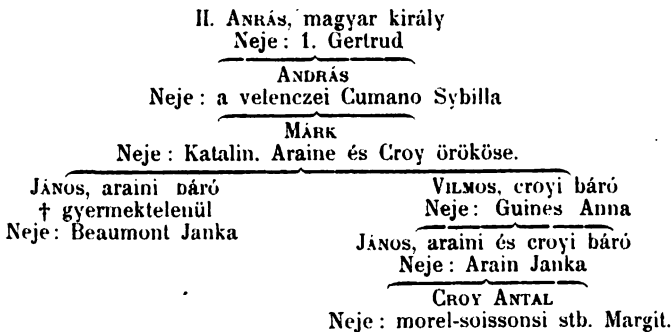 II. Anrás, magyar király
Neje: 1. Gertrud
András
Neje: a velenczei Cumano Sybilla
Márk
Neje: Katalin. Araine és Croy örököse.
János, araini báró
† gyermektelenül
Neje: Beaumont Janka
Vilmos, croyi báró
Neje: Guines Anna
János, araini és croyi báró
Neje: Arain Janka
Croy Antal
Neje: morel-soissonsi stb. Margit.